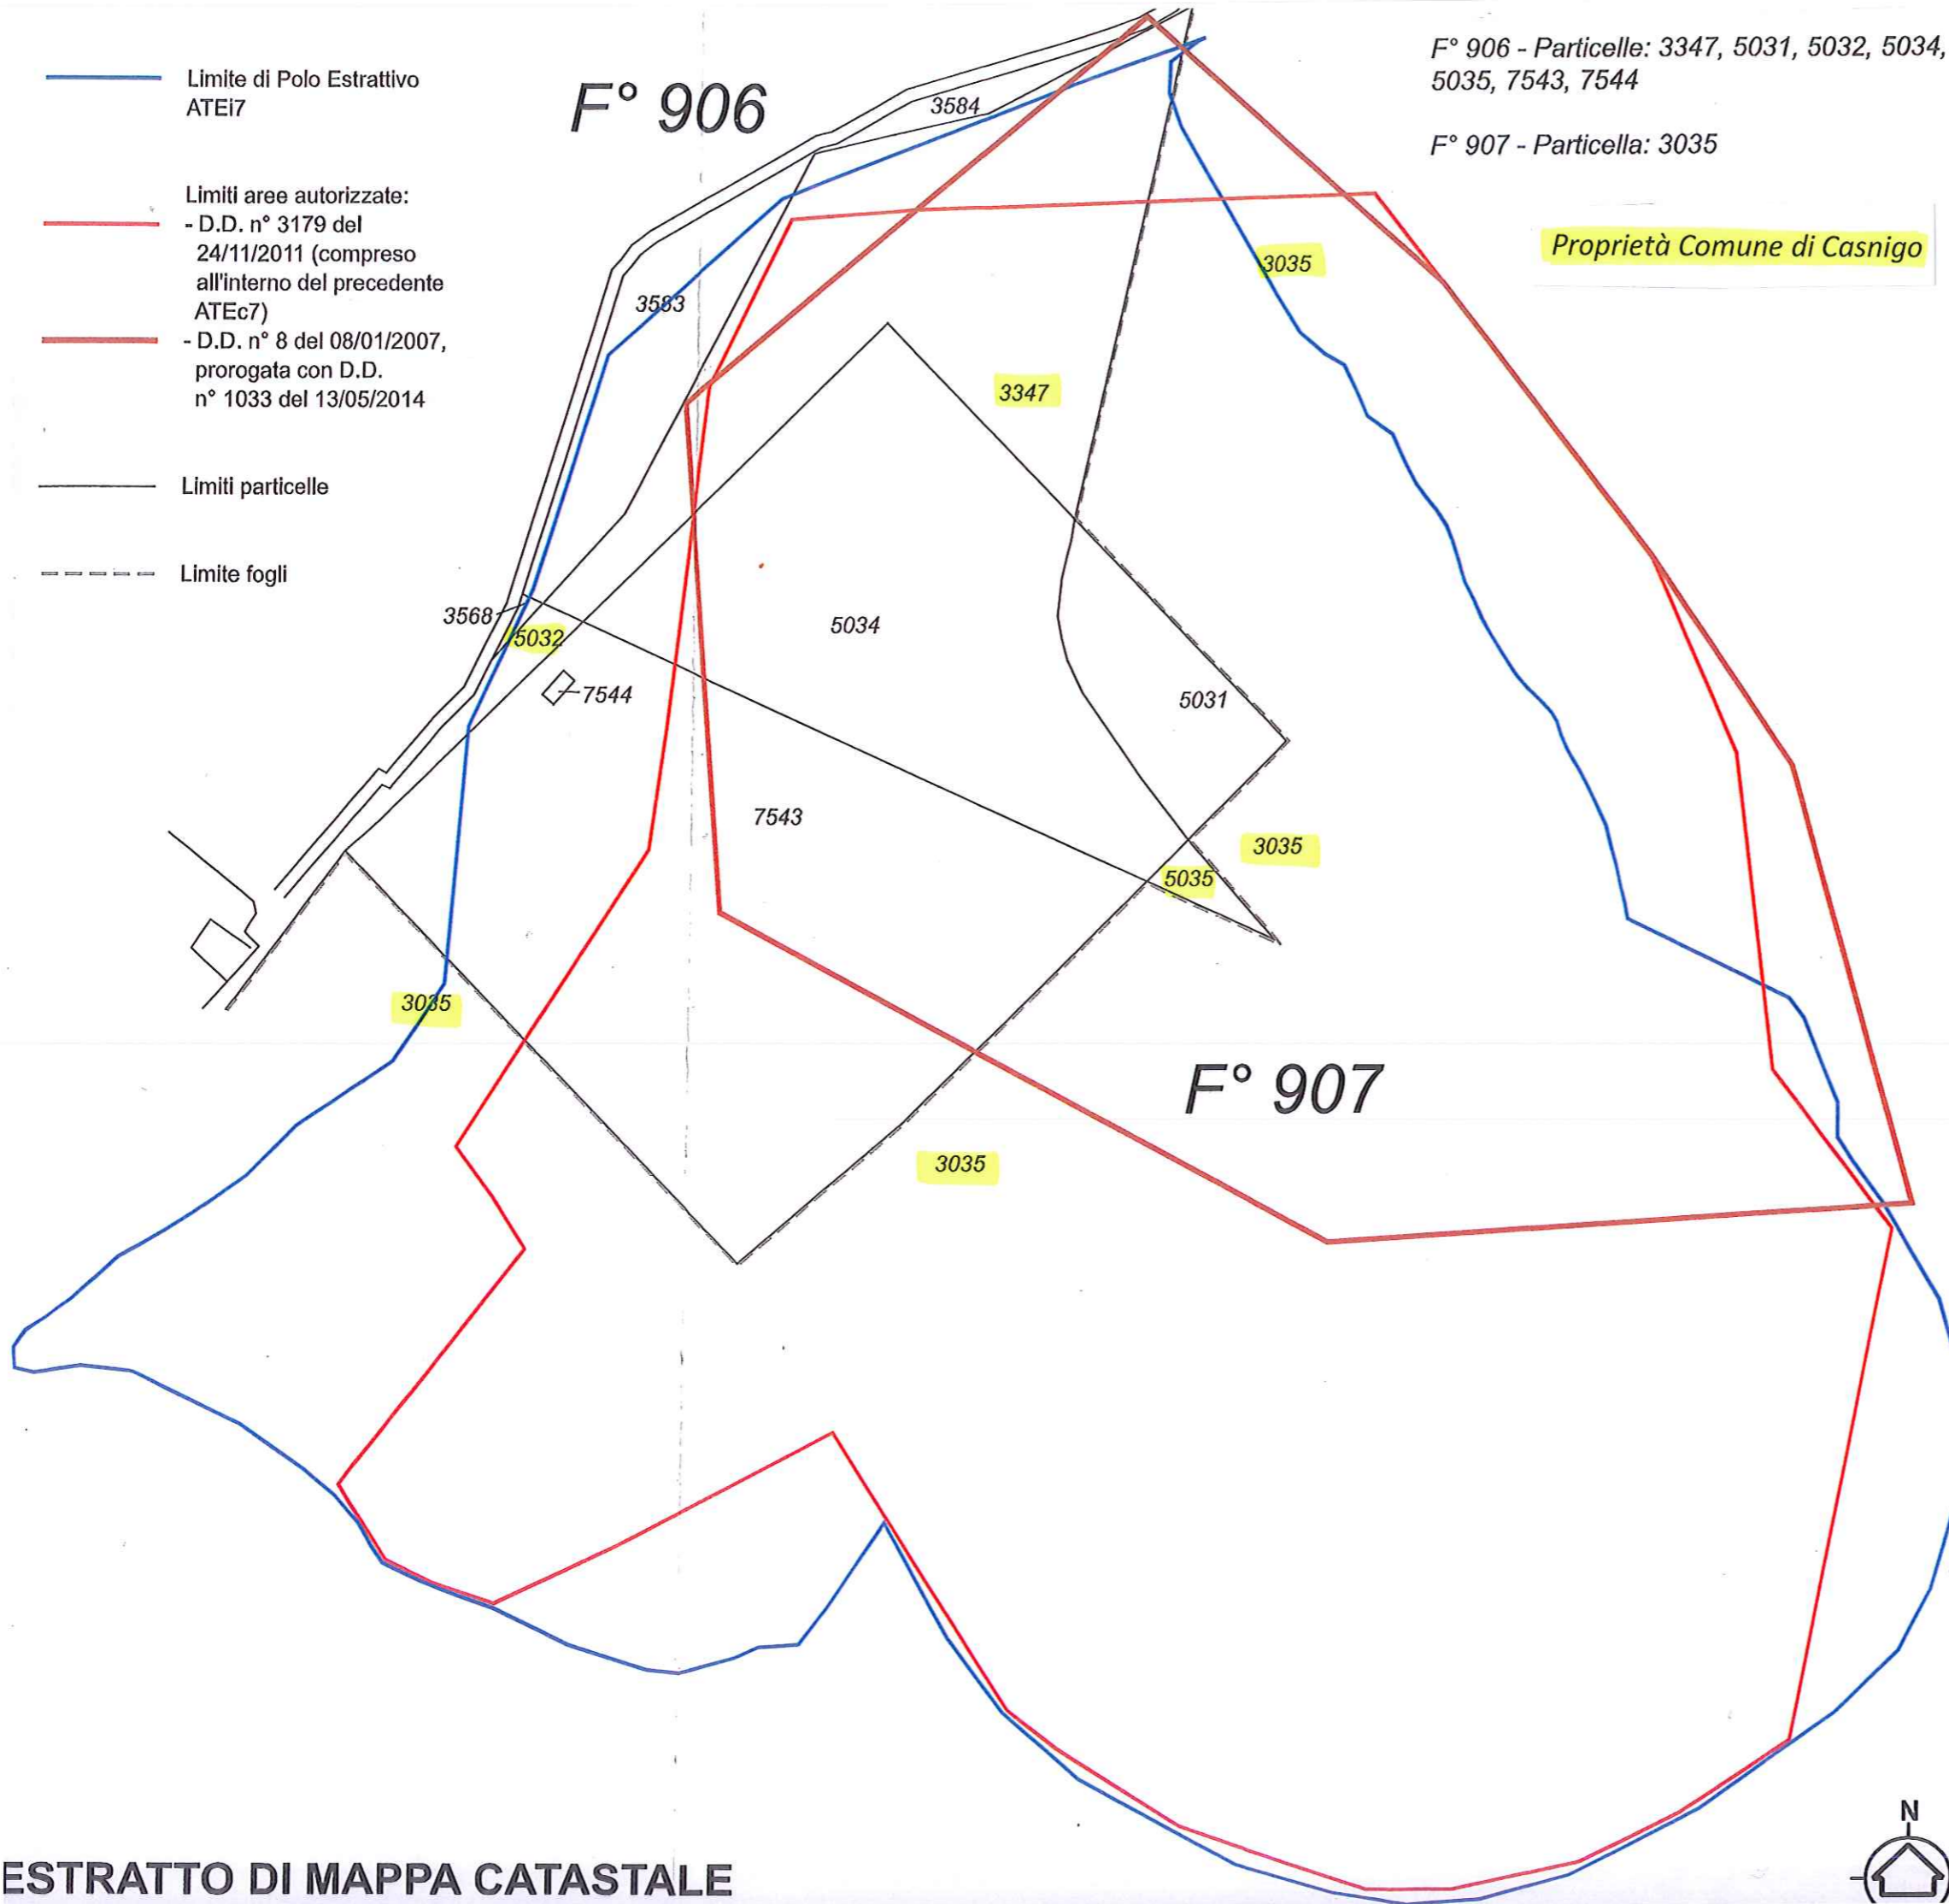 Limite di Polo Estrattivo
ATEi7
Limiti aree autorizzate:
- D.D. n° 3179 del
24/11/2011 (compreso
all'interno del precedente
ATEc7)
- D.D. n° 8 del 08/01/2007,
prorogata con D.D.
n° 1033 del 13/05/2014
Limiti particelle
Limite fogli
F° 906
F° 906 - Particelle: 3347, 5031, 5032, 5034,
5035, 7543, 7544
F° 907 - Particella: 3035
Proprietà Comune di Casnigo
3584
3035
3583
3347
3568
5032
5034
7544
5031
7543
3035
5035
3035
F° 907
3035
ESTRATTO DI MAPPA CATASTALE
N